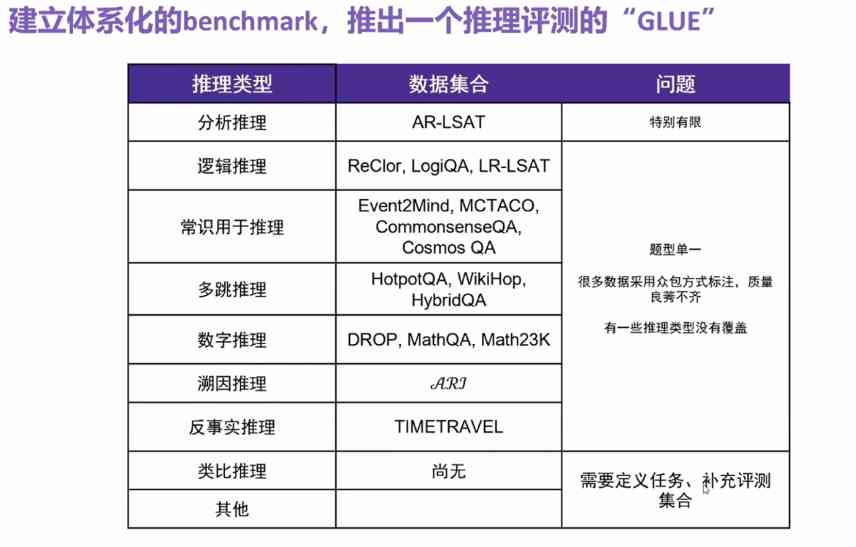 建立体系化的benchmark，推出一个推理评测的“GLUE”
推理类型 数据集合 问题
分析推理 AR-LSAT 特别有限
逻辑推理 ReClor, LogiQA, LR-LSAT
常识用于推理 Event2Mind, MCTACO,
CommonsenseQA,
Cosmos QA
题型单一
很多数据采用众包方式标注，质量
良莠不齐
有一些推理类型没有覆盖
多跳推理 HotpotQA, WikiHop,
HybridQA
数字推理 DROP, MathQA, Math23K
溯因推理 ARI
反事实推理 TIMETRAVEL
类比推理 尚无
需要定义任务、补充评测
集合
其他